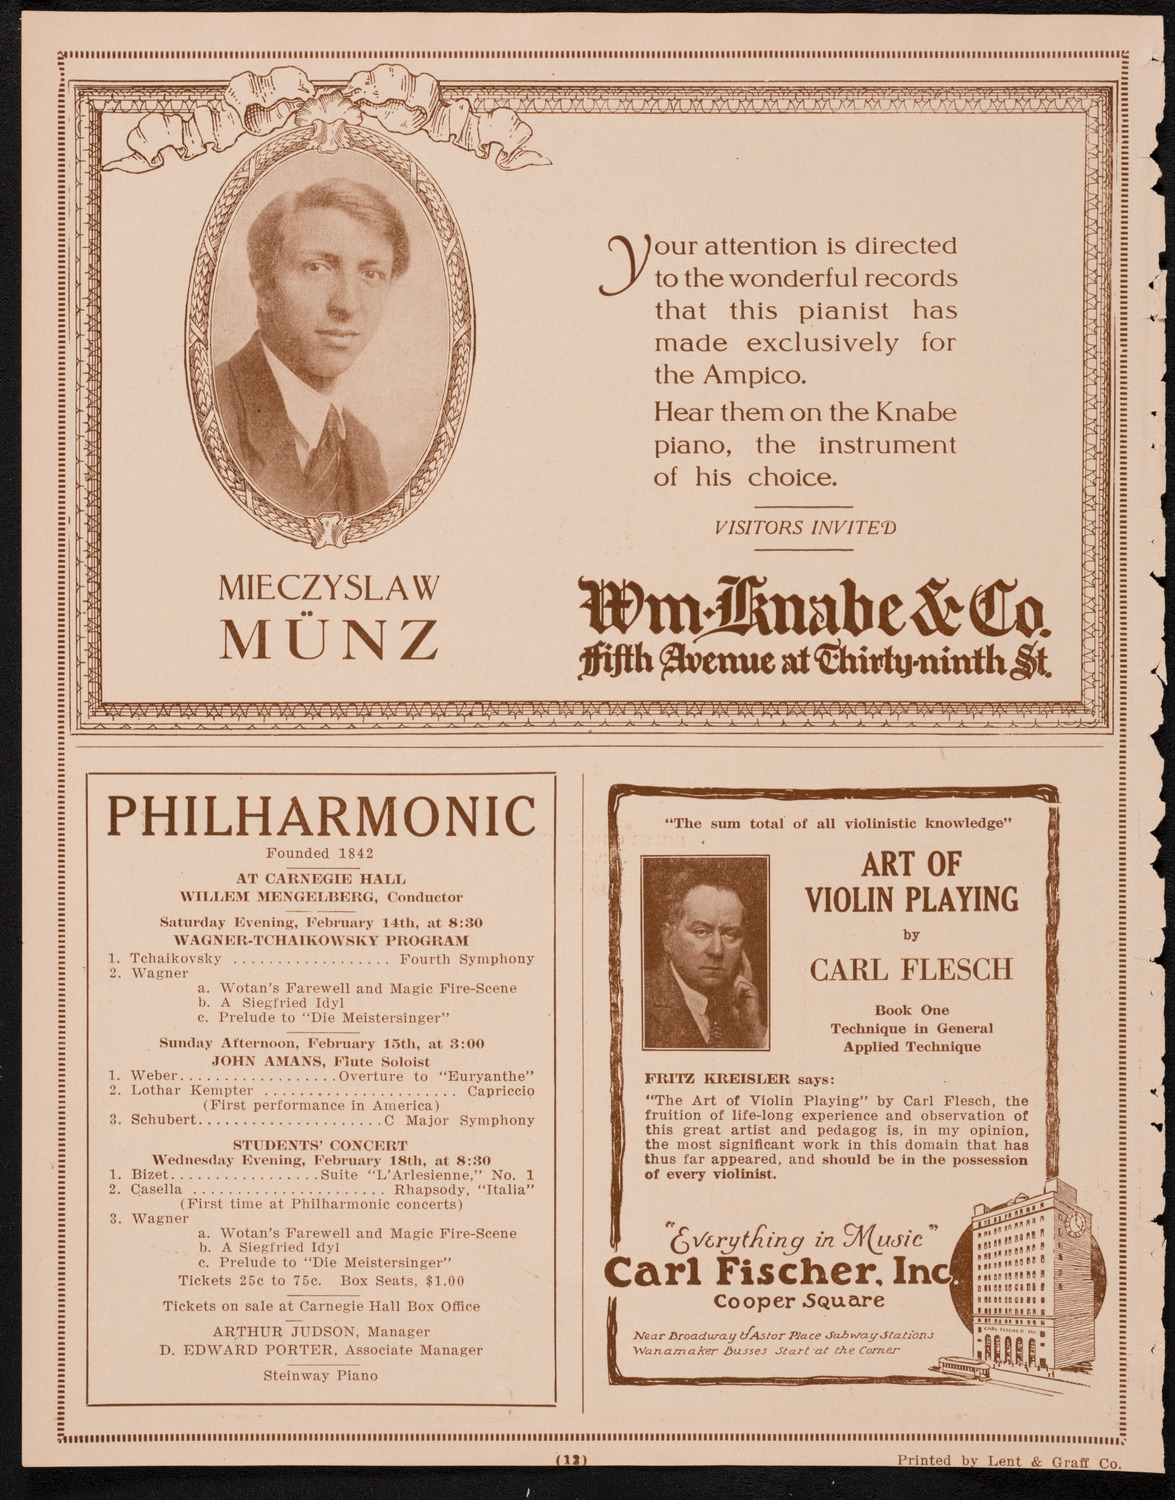 Your attention is directed
to the wonderful records
that this pianist has
made exclusively for
the Ampico.
Hear them on the Knabe
piano, the instrument
of his choice.
VISITORS INVITED
MIECZYSLAW
MÜNZ
Wm. Knabe & Co.
Fifth Avenue at Thirty-ninth St.
PHILHARMONIC
Founded 1842
AT CARNEGIE HALL
WILLEM MENGELBERG, Conductor
Saturday Evening, February 14th, at 8:30
WAGNER-TCHAIKOWSKY PROGRAM
1. Tchaikovsky .................. Fourth Symphony
2. Wagner
a. Wotan's Farewell and Magic Fire-Scene
b. A Siegfried Idyl
c. Prelude to "Die Meistersinger"
Sunday Afternoon, February 15th, at 3:00
JOHN AMANS, Flute Soloist
1. Weber..................Overture to "Euryanthe"
2. Lothar Kempter ...................... Capriccio
(First performance in America)
3. Schubert.....................C Major Symphony
STUDENTS' CONCERT
Wednesday Evening, February 18th, at 8:30
1. Bizet.................Suite "L'Arlesienne," No. 1
2. Casella ...................... Rhapsody, "Italia"
(First time at Philharmonic concerts)
3. Wagner
a. Wotan's Farewell and Magic Fire-Scene
b. A Siegfried Idyl
c. Prelude to "Die Meistersinger"
Tickets 25c to 75c. Box Seats, $1.00
Tickets on sale at Carnegie Hall Box Office
ARTHUR JUDSON, Manager
D. EDWARD PORTER, Associate Manager
Steinway Piano
"The sum total of all violinistic knowledge"
ART OF
VIOLIN PLAYING
by
CARL FLESCH
Book One
Technique in General
Applied Technique
FRITZ KREISLER says:
"The Art of Violin Playing" by Carl Flesch, the
fruition of life-long experience and observation of
this great artist and pedagog is, in my opinion,
the most significant work in this domain that has
thus far appeared, and should be in the possession
of every violinist.
"Everything in Music"
Carl Fischer, Inc.
Cooper Square
Near Broadway & Astor Place Subway Stations
Wanamaker Busses Start at the Corner
CARL FISCHER INC
(12)
Printed by Lent & Graff Co.